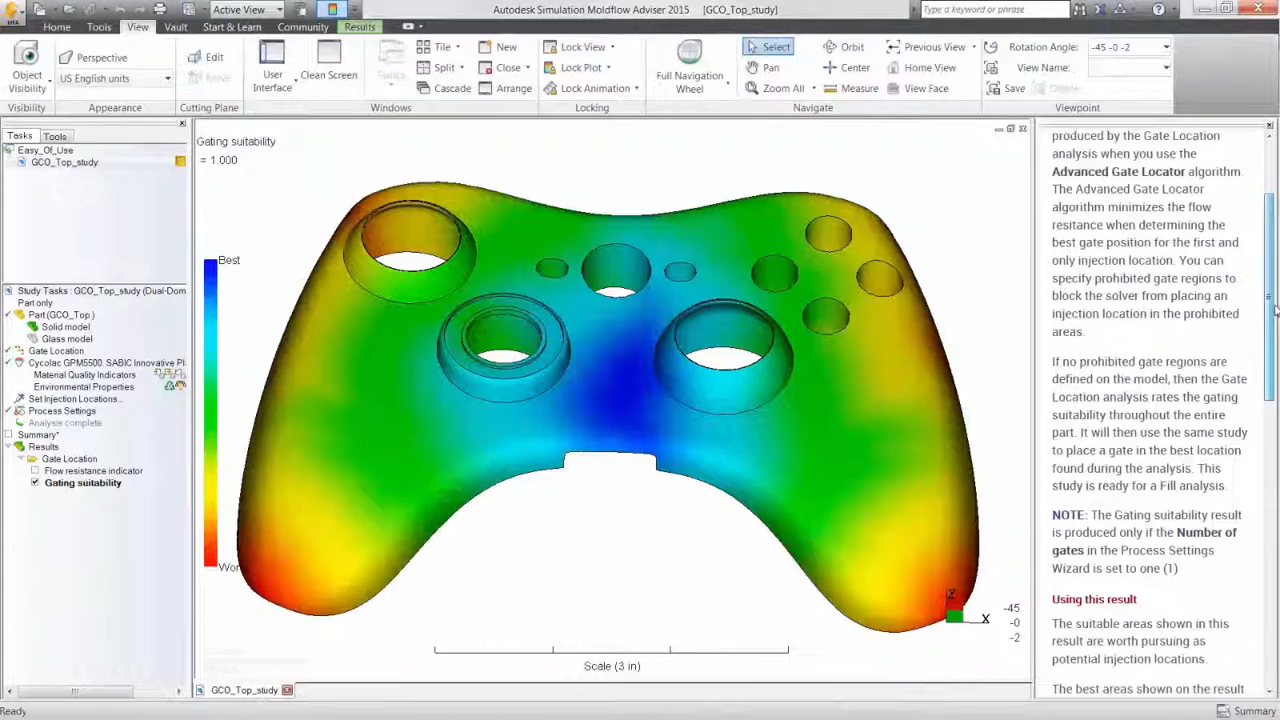 Active View
Autodesk Simulation Moldflow Adviser 2015 [GCO_Top_study]
Type a keyword or phrase
MFA
Home Tools View Vault Start & Learn Community Results
Object
Visibility
Visibility
Perspective
US English units
Appearance
Edit
Cutting Plane
User
Interface
Clean Screen
Tile
Split
Cascade
New
Close
Arrange
Windows
Lock View
Lock Plot
Lock Animation
Locking
Full Navigation
Wheel
Select
Pan
Zoom All
Orbit
Center
Measure
Previous View
Home View
View Face
Navigate
Rotation Angle: -45 -0 -2
View Name:
Save
Viewpoint
Tasks Tools
Easy_Of_Use
GCO_Top_study
Study Tasks : GCO_Top_study (Dual-Dom
Part only
Part (GCO_Top )
Solid model
Glass model
Gate Location
Cycolac GPM5500: SABIC Innovative Pl
Material Quality Indicators
Environmental Properties
Set Injection Locations...
Process Settings
Analysis complete
Summary*
Results
Gate Location
Flow resistance indicator
Gating suitability
Gating suitability
= 1.000
Best
Wor
Z
X
-45
-0
-2
Scale (3 in)
GCO_Top_study
produced by the Gate Location
analysis when you use the
Advanced Gate Locator algorithm.
The Advanced Gate Locator
algorithm minimizes the flow
resitance when determining the
best gate position for the first and
only injection location. You can
specify prohibited gate regions to
block the solver from placing an
injection location in the prohibited
areas.
If no prohibited gate regions are
defined on the model, then the Gate
Location analysis rates the gating
suitability throughout the entire
part. It will then use the same study
to place a gate in the best location
found during the analysis. This
study is ready for a Fill analysis.
NOTE: The Gating suitability result
is produced only if the Number of
gates in the Process Settings
Wizard is set to one (1)
Using this result
The suitable areas shown in this
result are worth pursuing as
potential injection locations.
The best areas shown on the result
Ready
Summary